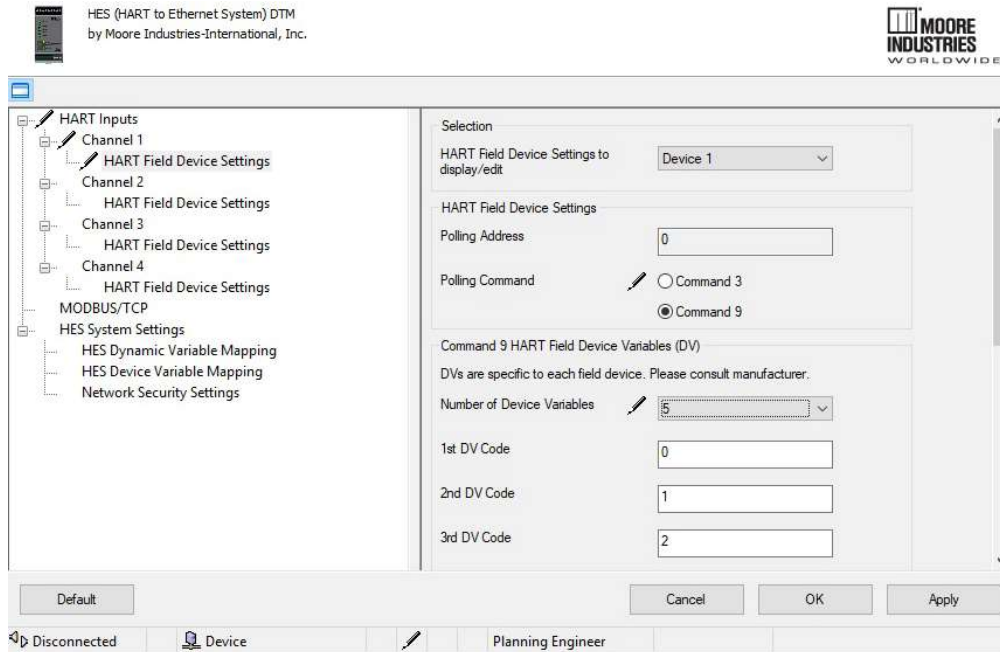 HES (HART to Ethernet System) DTM
by Moore Industries-International, Inc.
MOORE
INDUSTRIES
WORLDWIDE
HART Inputs
Channel 1
HART Field Device Settings
Channel 2
HART Field Device Settings
Channel 3
HART Field Device Settings
Channel 4
HART Field Device Settings
MODBUS/TCP
HES System Settings
HES Dynamic Variable Mapping
HES Device Variable Mapping
Network Security Settings
Selection
HART Field Device Settings to
display/edit
Device 1
HART Field Device Settings
Polling Address
0
Polling Command
Command 3
Command 9
Command 9 HART Field Device Variables (DV)
DVs are specific to each field device. Please consult manufacturer.
Number of Device Variables
5
1st DV Code
0
2nd DV Code
1
3rd DV Code
2
Default
Cancel
OK
Apply
Disconnected
Device
Planning Engineer